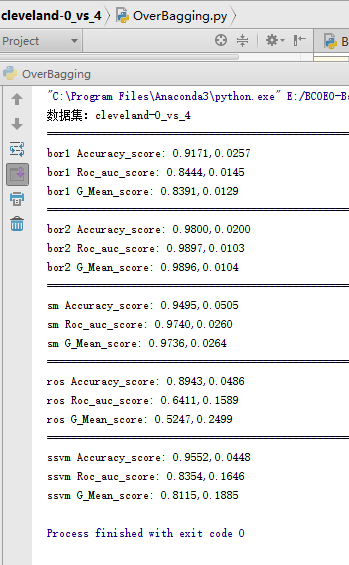 cleveland-0_vs_4 OverBagging.py
Project
B
OverBagging
"C:\Program Files\Anaconda3\python.exe" E:/BCOEO-Ba
数据集: cleveland-0_vs_4
bor1 Accuracy_score: 0.9171,0.0257
bor1 Roc_auc_score: 0.8444,0.0145
bor1 G_Mean_score: 0.8391,0.0129
bor2 Accuracy_score: 0.9800,0.0200
bor2 Roc_auc_score: 0.9897,0.0103
bor2 G_Mean_score: 0.9896,0.0104
sm Accuracy_score: 0.9495,0.0505
sm Roc_auc_score: 0.9740,0.0260
sm G_Mean_score: 0.9736,0.0264
ros Accuracy_score: 0.8943,0.0486
ros Roc_auc_score: 0.6411,0.1589
ros G_Mean_score: 0.5247,0.2499
ssvm Accuracy_score: 0.9552,0.0448
ssvm Roc_auc_score: 0.8354,0.1646
ssvm G_Mean_score: 0.8115,0.1885
Process finished with exit code 0